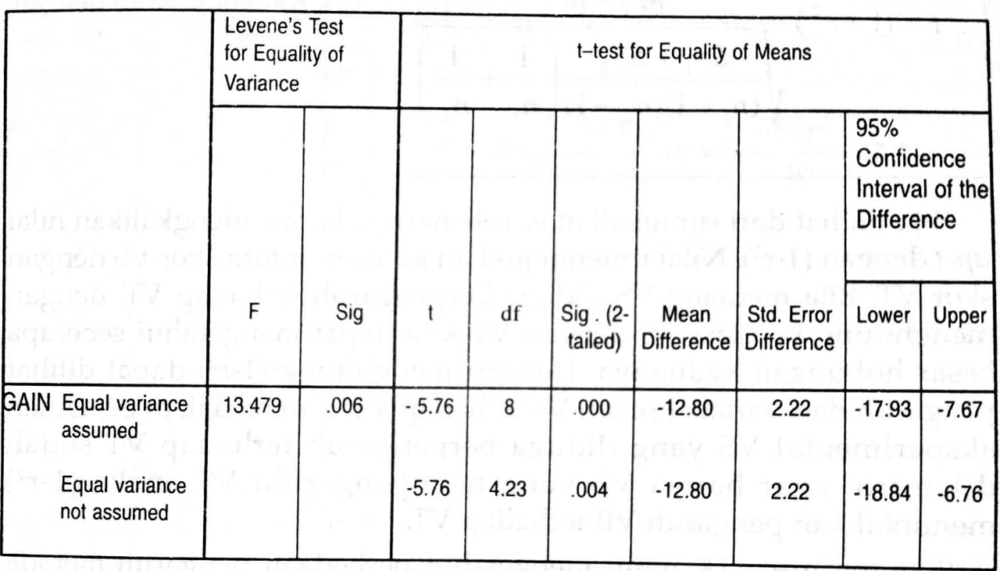 Levene's Test
for Equality of
Variance
t–test for Equality of Means
95%
Confidence
Interval of the
Difference
F Sig t df Sig . (2- Mean Std. Error Lower Upper
tailed) Difference Difference
GAIN Equal variance 13.479 .006 5.76 8 .000 -12.80 2.22 -17.93 -7.67
assumed
Equal variance -5.76 4.23 .004 -12.80 2.22 -18.84 -6.76
not assumed